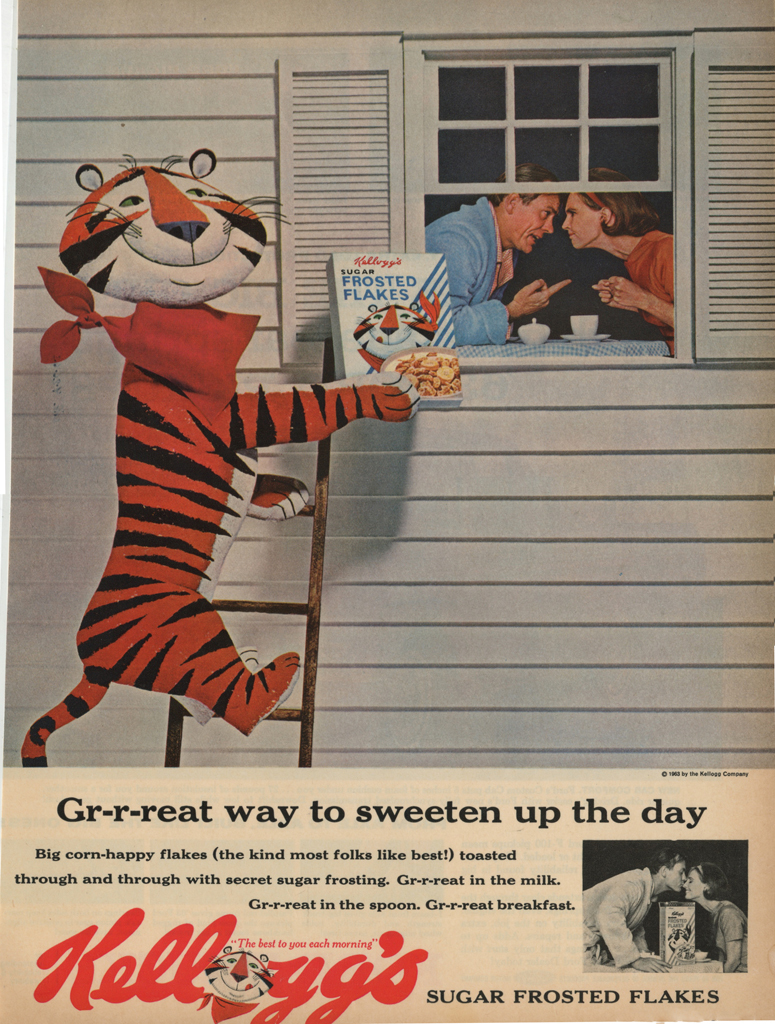 Kellogg's
SUGAR
FROSTED
FLAKES
© 1963 by the Kellogg Company
Gr-r-reat way to sweeten up the day
Big corn-happy flakes (the kind most folks like best!) toasted
through and through with secret sugar frosting. Gr-r-reat in the milk.
Gr-r-reat in the spoon. Gr-r-reat breakfast.
"The best to you each morning"
Kellogg's
SUGAR FROSTED FLAKES
Kellogg's
FROSTED
FLAKES